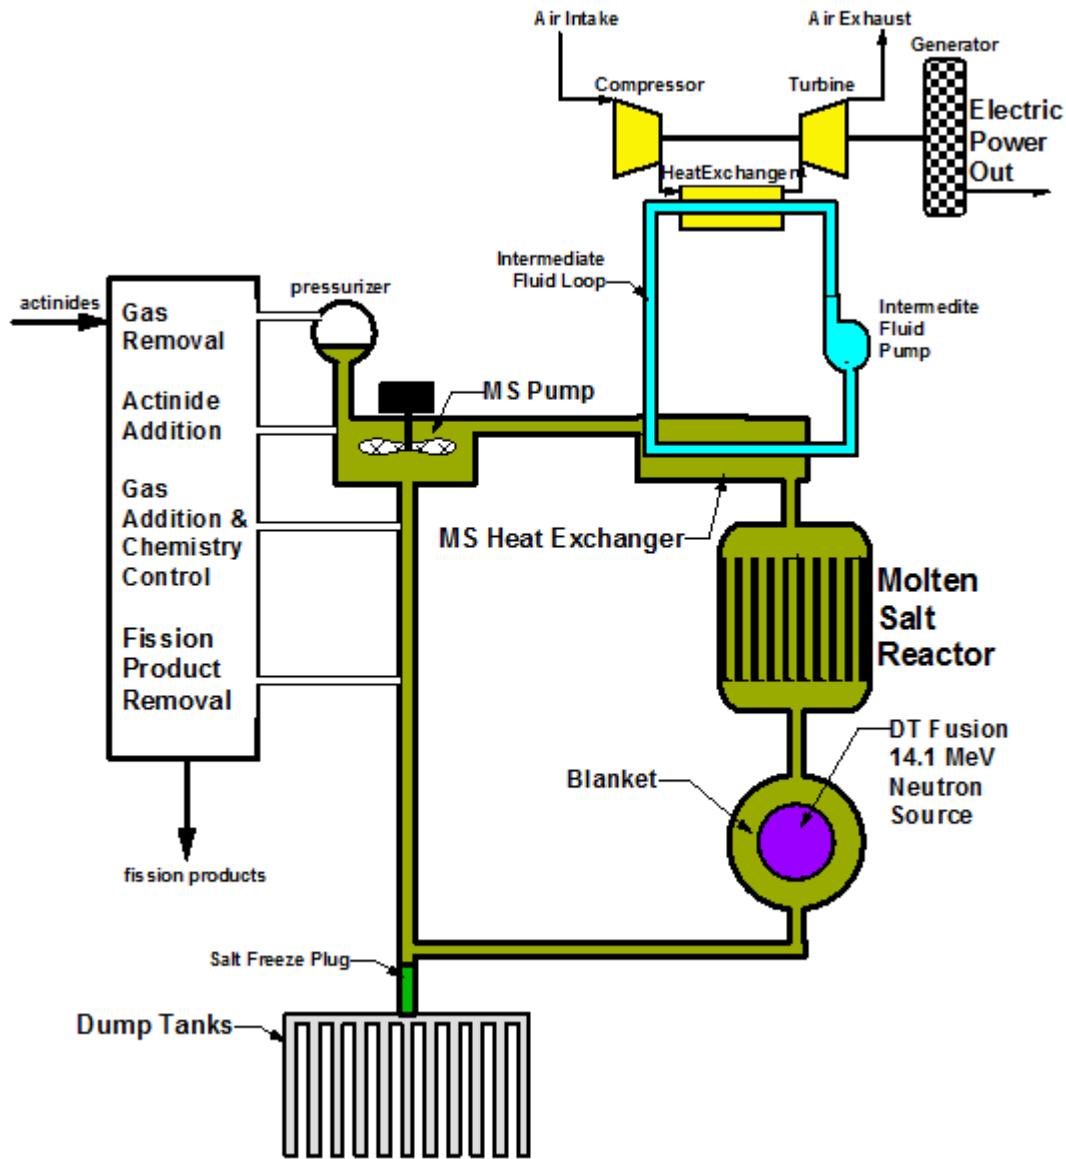 Air Intake
Air Exhaust
Generator
Compressor
Turbine
Electric
Power
Out
HeatExchanger
Intermediate
Fluid Loop
Intermedite
Fluid
Pump
pressurizer
actinides
Gas
Removal
Actinide
Addition
Gas
Addition &
Chemistry
Control
Fission
Product
Removal
MS Pump
MS Heat Exchanger
Molten
Salt
Reactor
DT Fusion
14.1 MeV
Neutron
Source
Blanket
fission products
Salt Freeze Plug
Dump Tanks